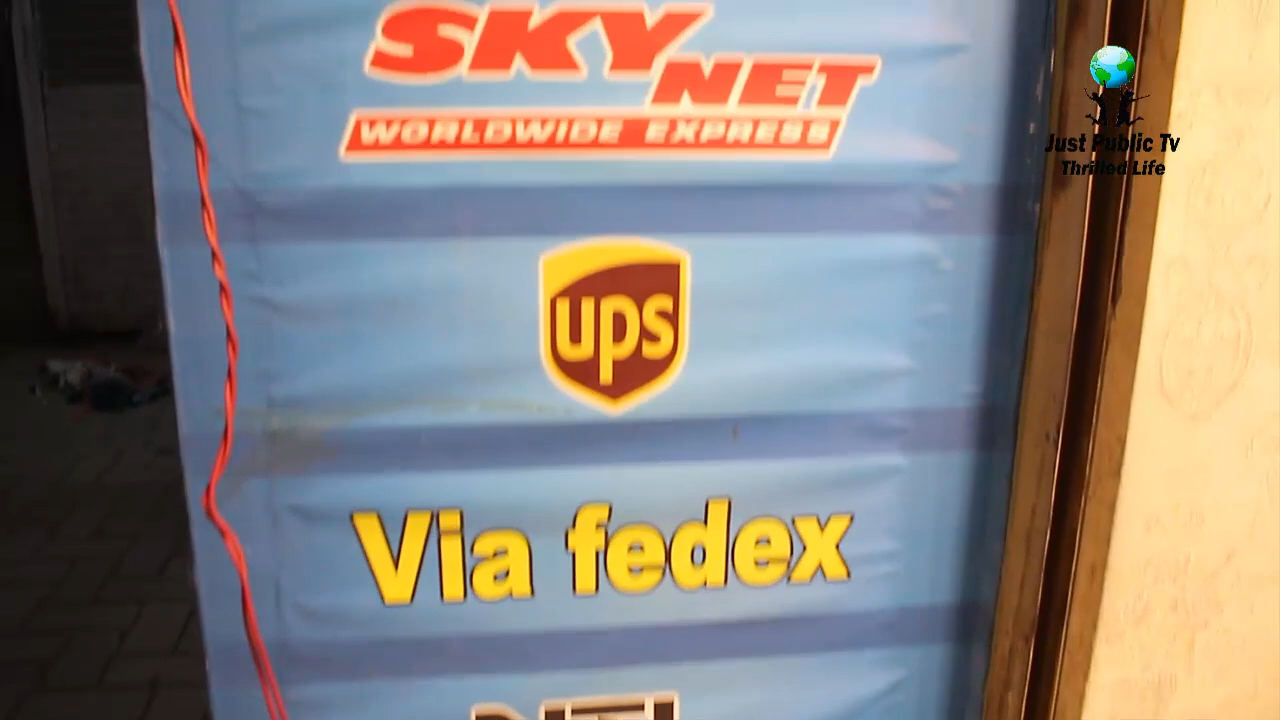 SKY
NET
WORLDWIDE EXPRESS
Just Public Tv
Thrilled Life
ups
Via fedex